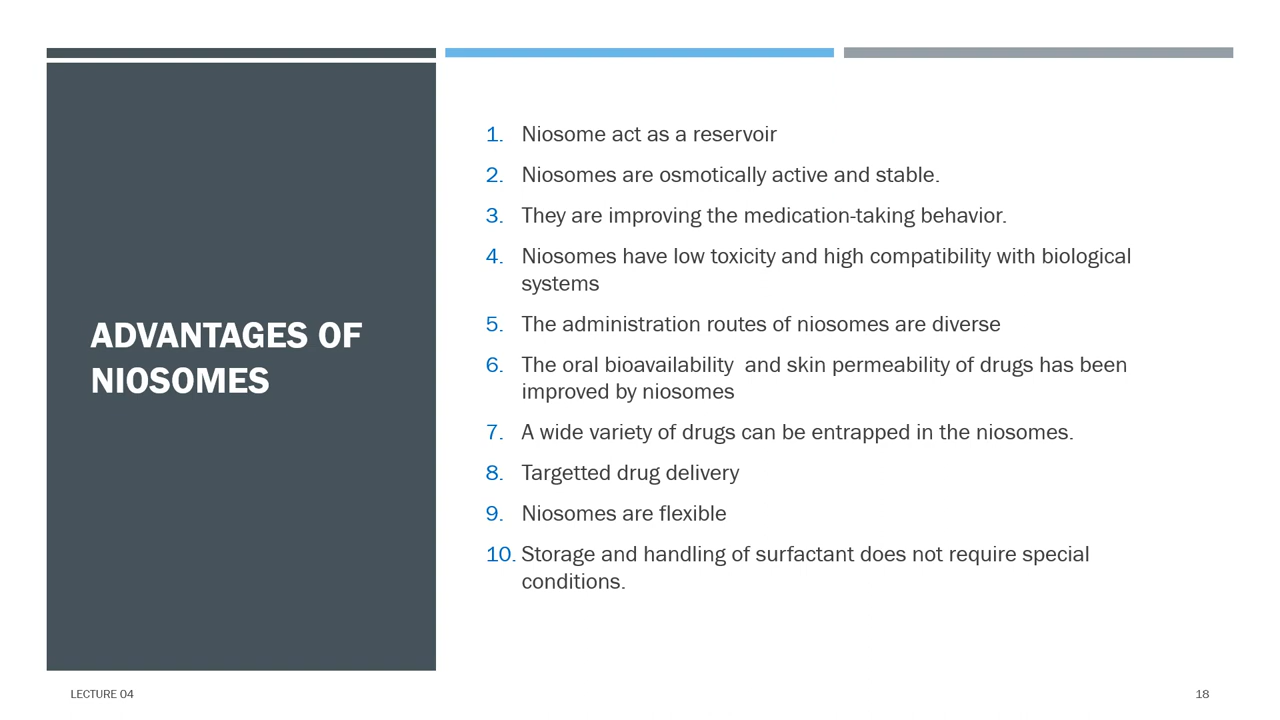 ADVANTAGES OF
NIOSOMES
1. Niosome act as a reservoir
2. Niosomes are osmotically active and stable.
3. They are improving the medication-taking behavior.
4. Niosomes have low toxicity and high compatibility with biological
systems
5. The administration routes of niosomes are diverse
6. The oral bioavailability  and skin permeability of drugs has been
improved by niosomes
7. A wide variety of drugs can be entrapped in the niosomes.
8. Targetted drug delivery
9. Niosomes are flexible
10. Storage and handling of surfactant does not require special
conditions.
LECTURE 04
18